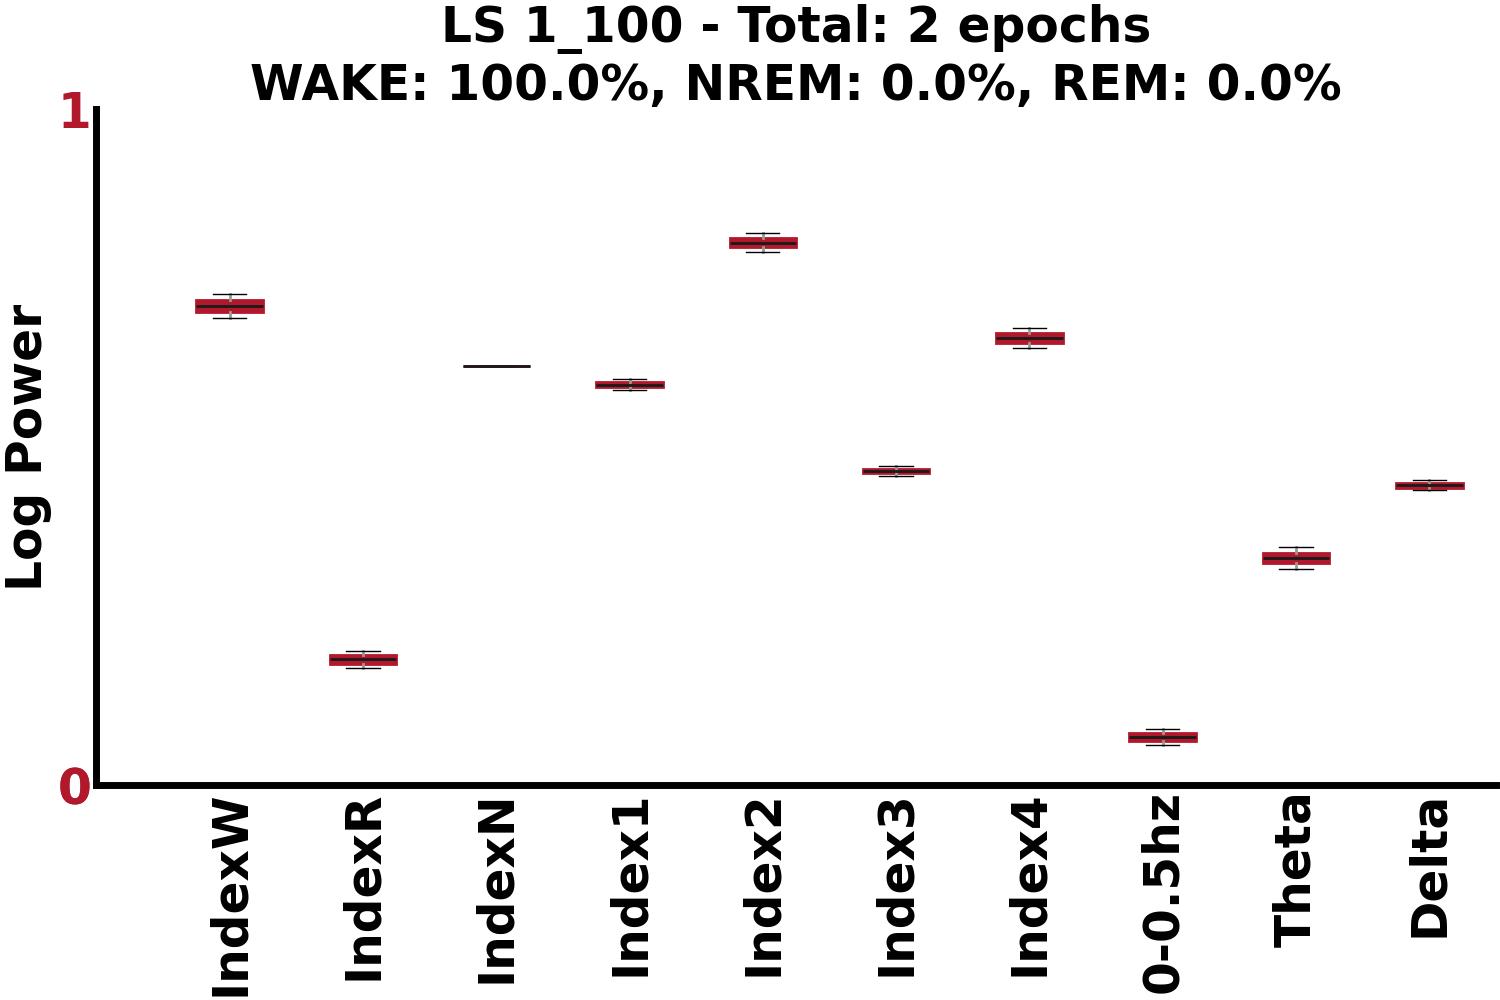 LS 1_100 - Total: 2 epochs
WAKE: 100.0%, NREM: 0.0%, REM: 0.0%
1
Log Power
0
IndexW
IndexR
IndexN
Index1
Index2
Index3
Index4
0-0.5hz
Theta
Delta